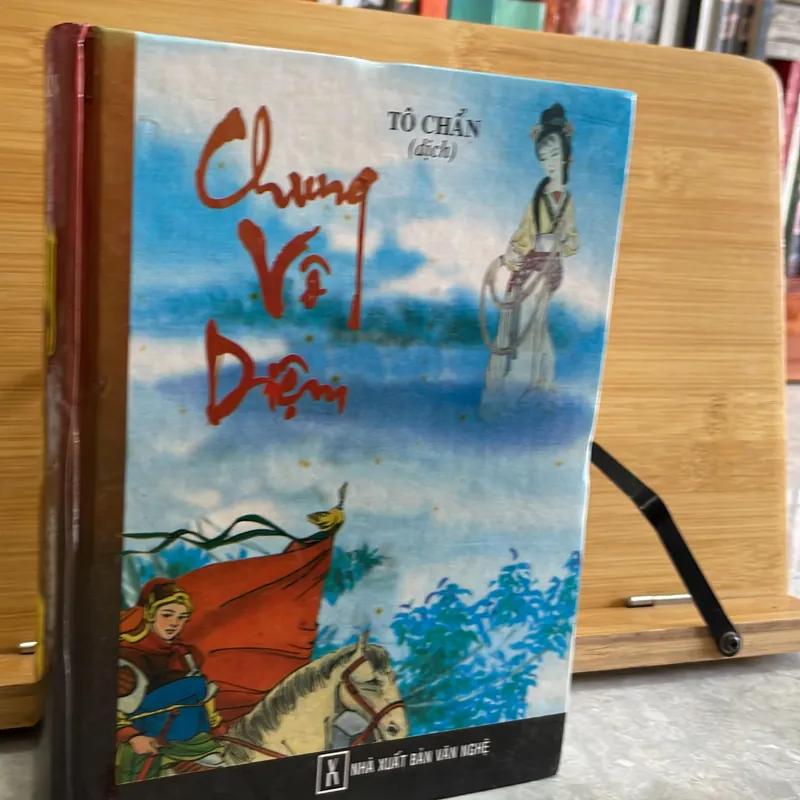 TÔ CHẨN
(dịch)
Chung
Vô
Diệm
X NHÀ XUẤT BẢN VĂN NGHỆ